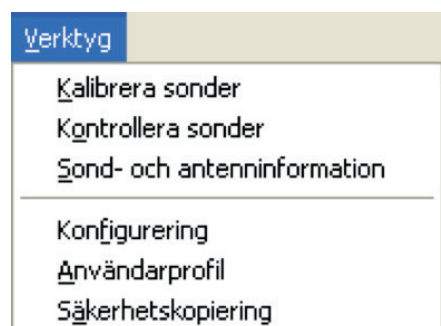 Verktyg
Kalibrera sonder
Kontrollera sonder
Sond- och antenninformation
Konfigurering
Användarprofil
Säkerhetskopiering